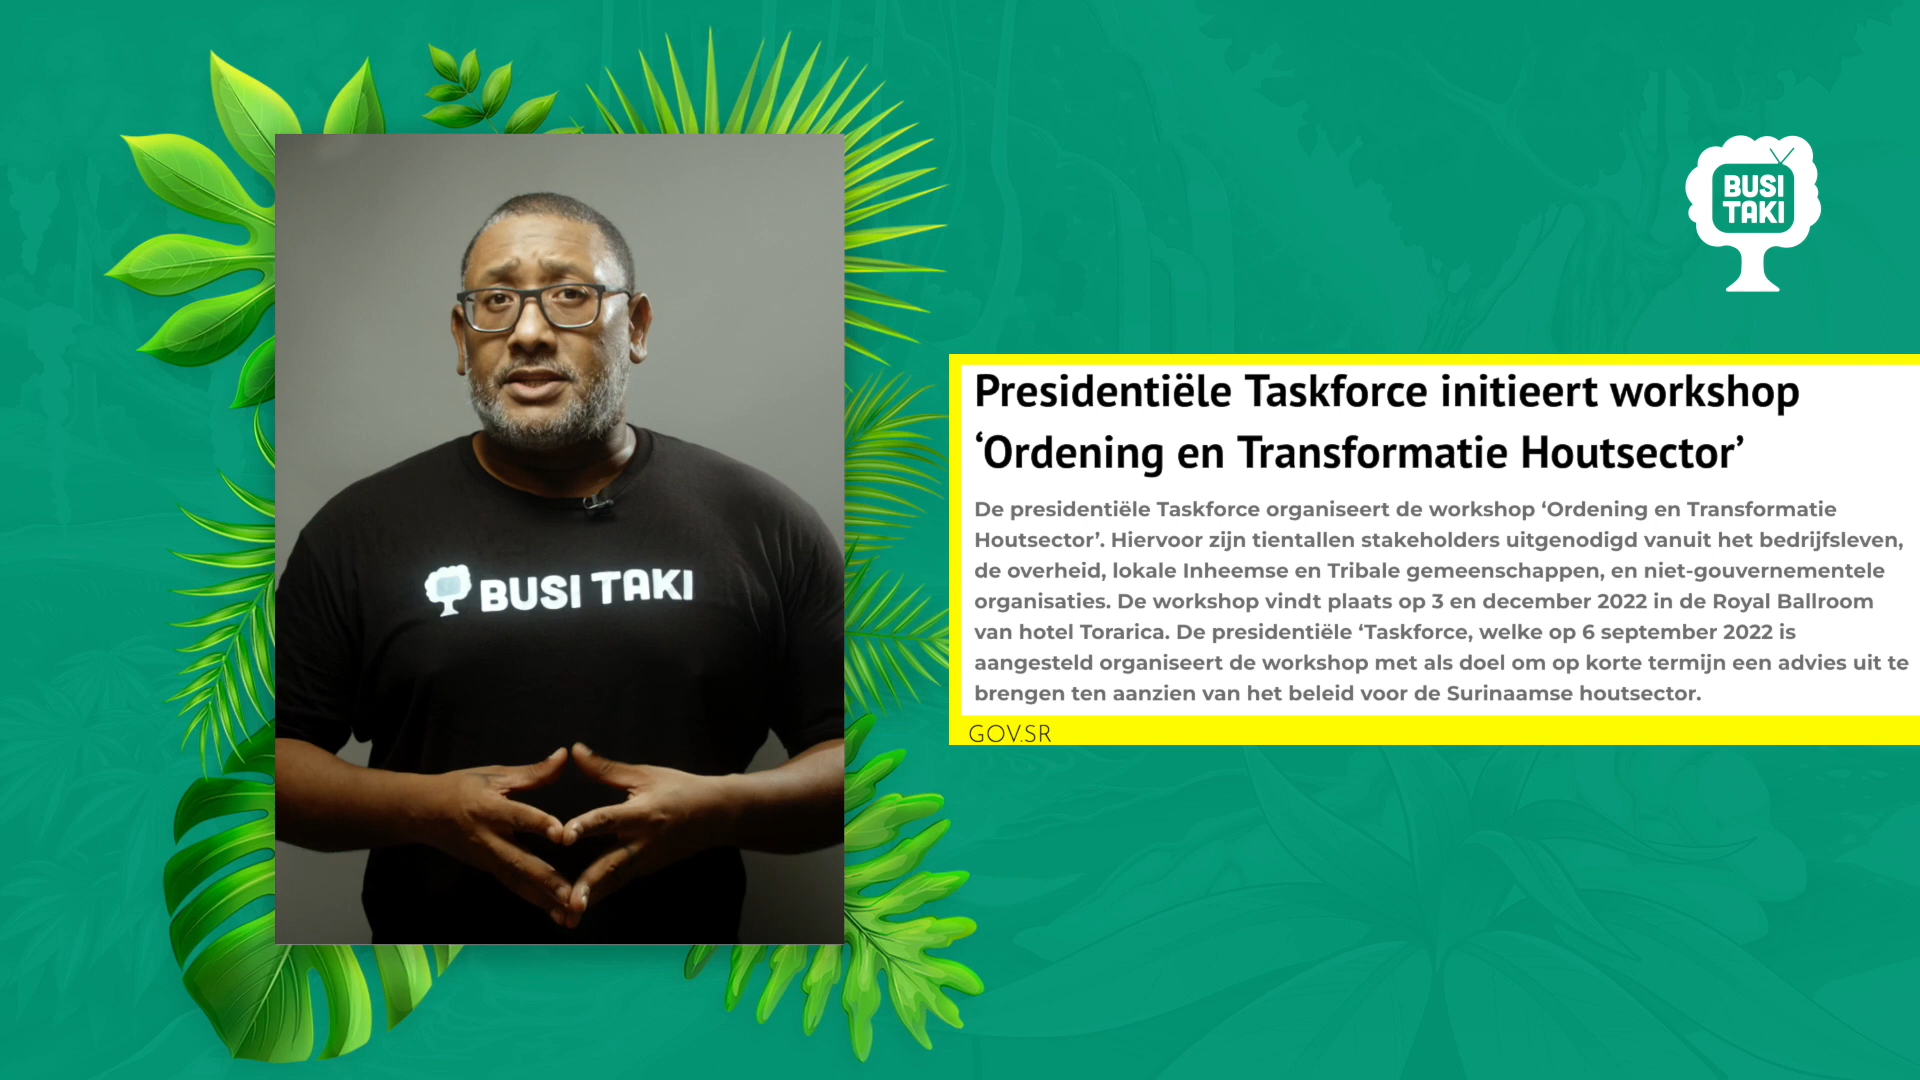 BUSI
TAKI
BUSI TAKI
Presidentiële Taskforce initieert workshop
‘Ordening en Transformatie Houtsector’
De presidentiële Taskforce organiseert de workshop ‘Ordening en Transformatie
Houtsector’. Hiervoor zijn tientallen stakeholders uitgenodigd vanuit het bedrijfsleven,
de overheid, lokale Inheemse en Tribale gemeenschappen, en niet-gouvernementele
organisaties. De workshop vindt plaats op 3 en december 2022 in de Royal Ballroom
van hotel Torarica. De presidentiële ‘Taskforce, welke op 6 september 2022 is
aangesteld organiseert de workshop met als doel om op korte termijn een advies uit te
brengen ten aanzien van het beleid voor de Surinaamse houtsector.
GOV.SR